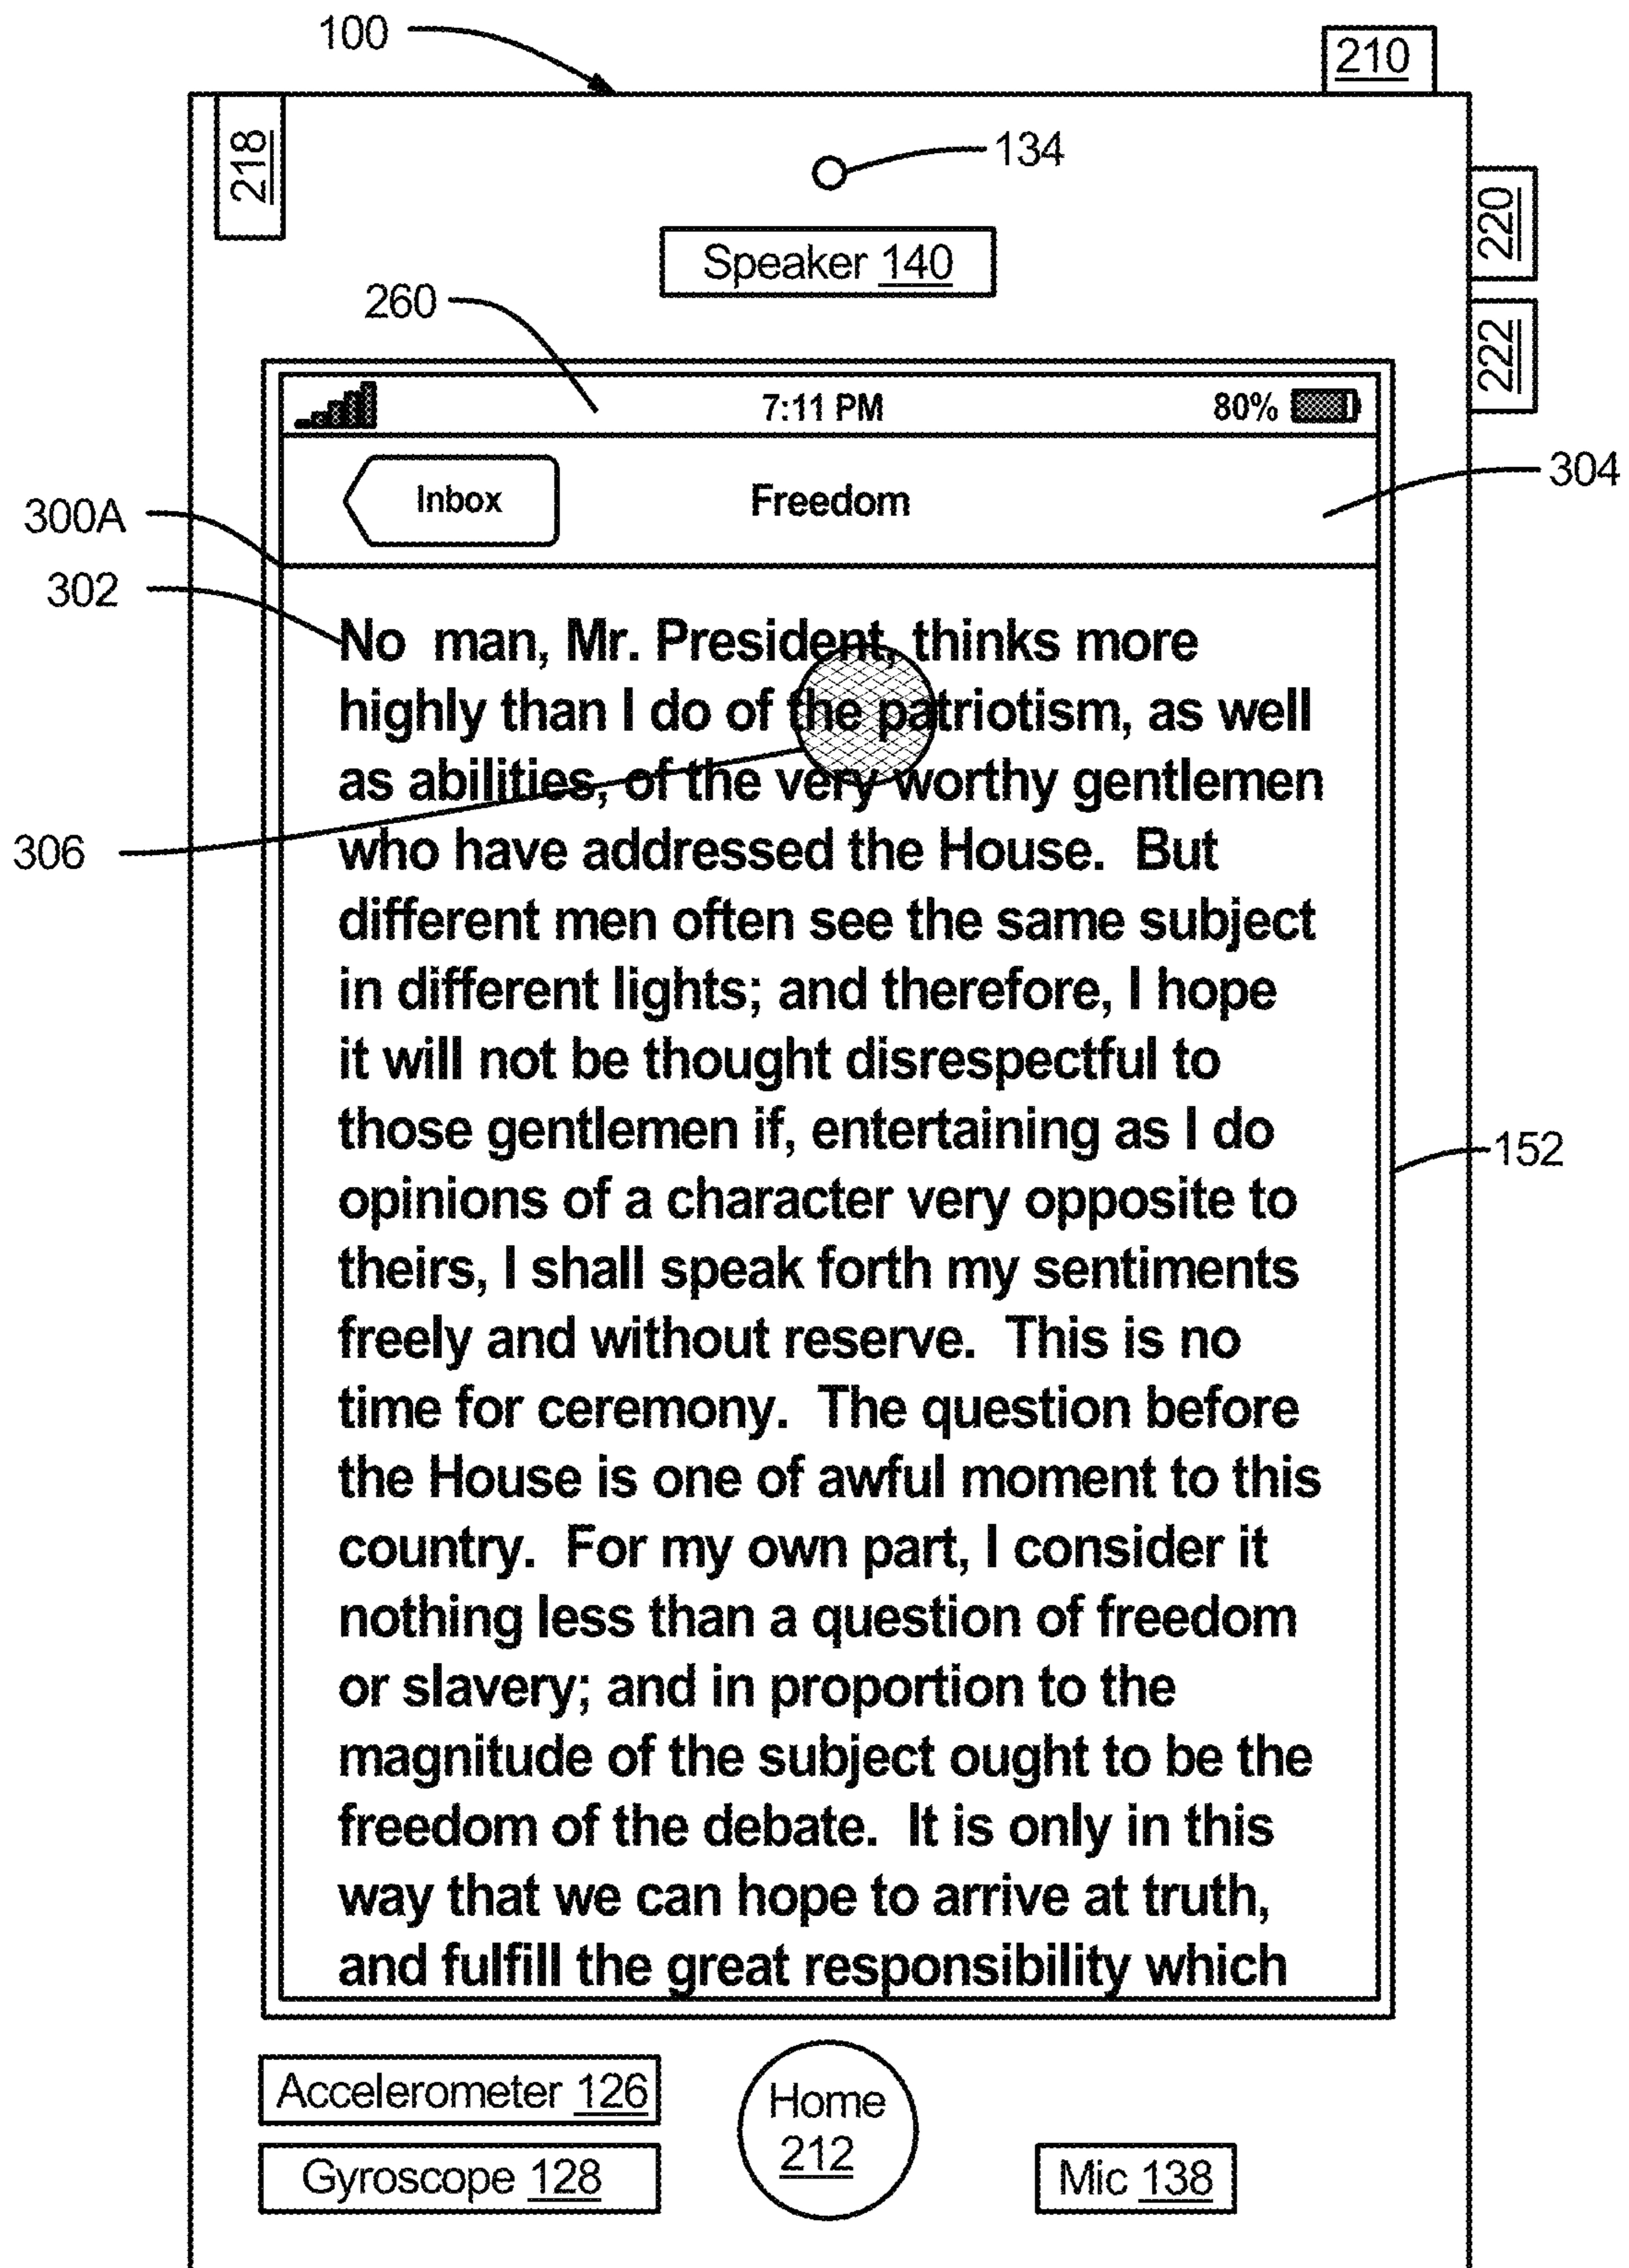 100
210
218
134
220
Speaker 140
260
222
7:11 PM
80%
304
Inbox
Freedom
300A
302
No man, Mr. President, thinks more
highly than I do of the patriotism, as well
as abilities, of the very worthy gentlemen
306
who have addressed the House. But
different men often see the same subject
in different lights; and therefore, I hope
it will not be thought disrespectful to
those gentlemen if, entertaining as I do
152
opinions of a character very opposite to
theirs, I shall speak forth my sentiments
freely and without reserve. This is no
time for ceremony. The question before
the House is one of awful moment to this
country. For my own part, I consider it
nothing less than a question of freedom
or slavery; and in proportion to the
magnitude of the subject ought to be the
freedom of the debate. It is only in this
way that we can hope to arrive at truth,
and fulfill the great responsibility which
Accelerometer 126
Home
212
Gyroscope 128
Mic 138